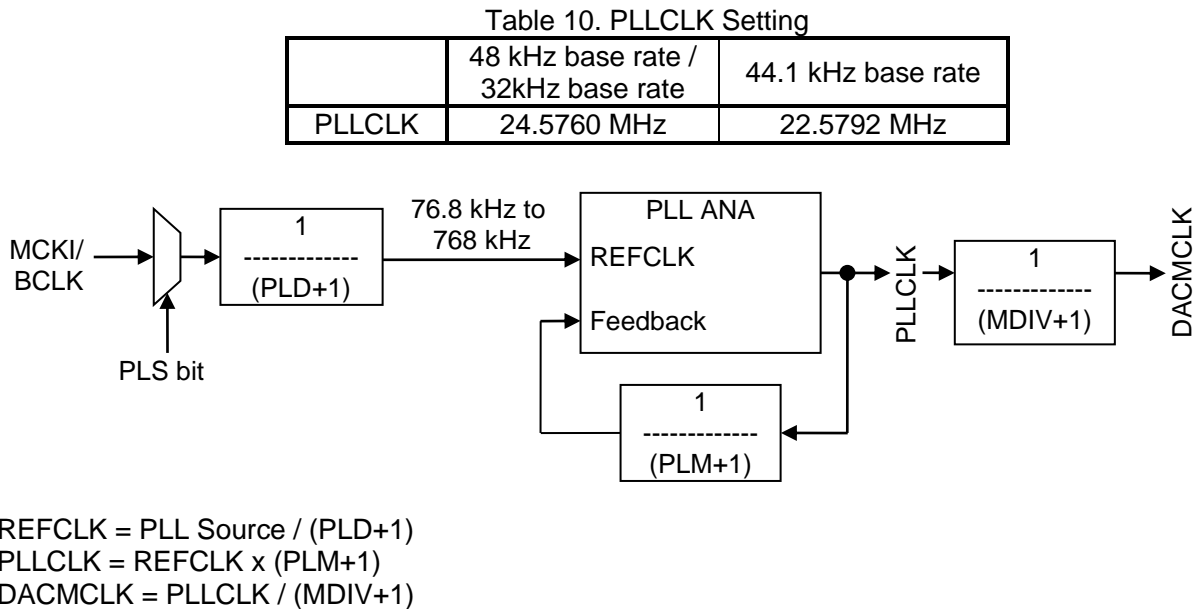 Table 10. PLLCLK Setting
48 kHz base rate /
32kHz base rate
44.1 kHz base rate
PLLCLK
24.5760 MHz
22.5792 MHz
MCKI/
BCLK
PLS bit
1
-------------
(PLD+1)
76.8 kHz to
768 kHz
PLL ANA
REFCLK
Feedback
1
-------------
(PLM+1)
PLLCLK
1
-------------
(MDIV+1)
DACMCLK
REFCLK = PLL Source / (PLD+1)
PLLCLK = REFCLK x (PLM+1)
DACMCLK = PLLCLK / (MDIV+1)